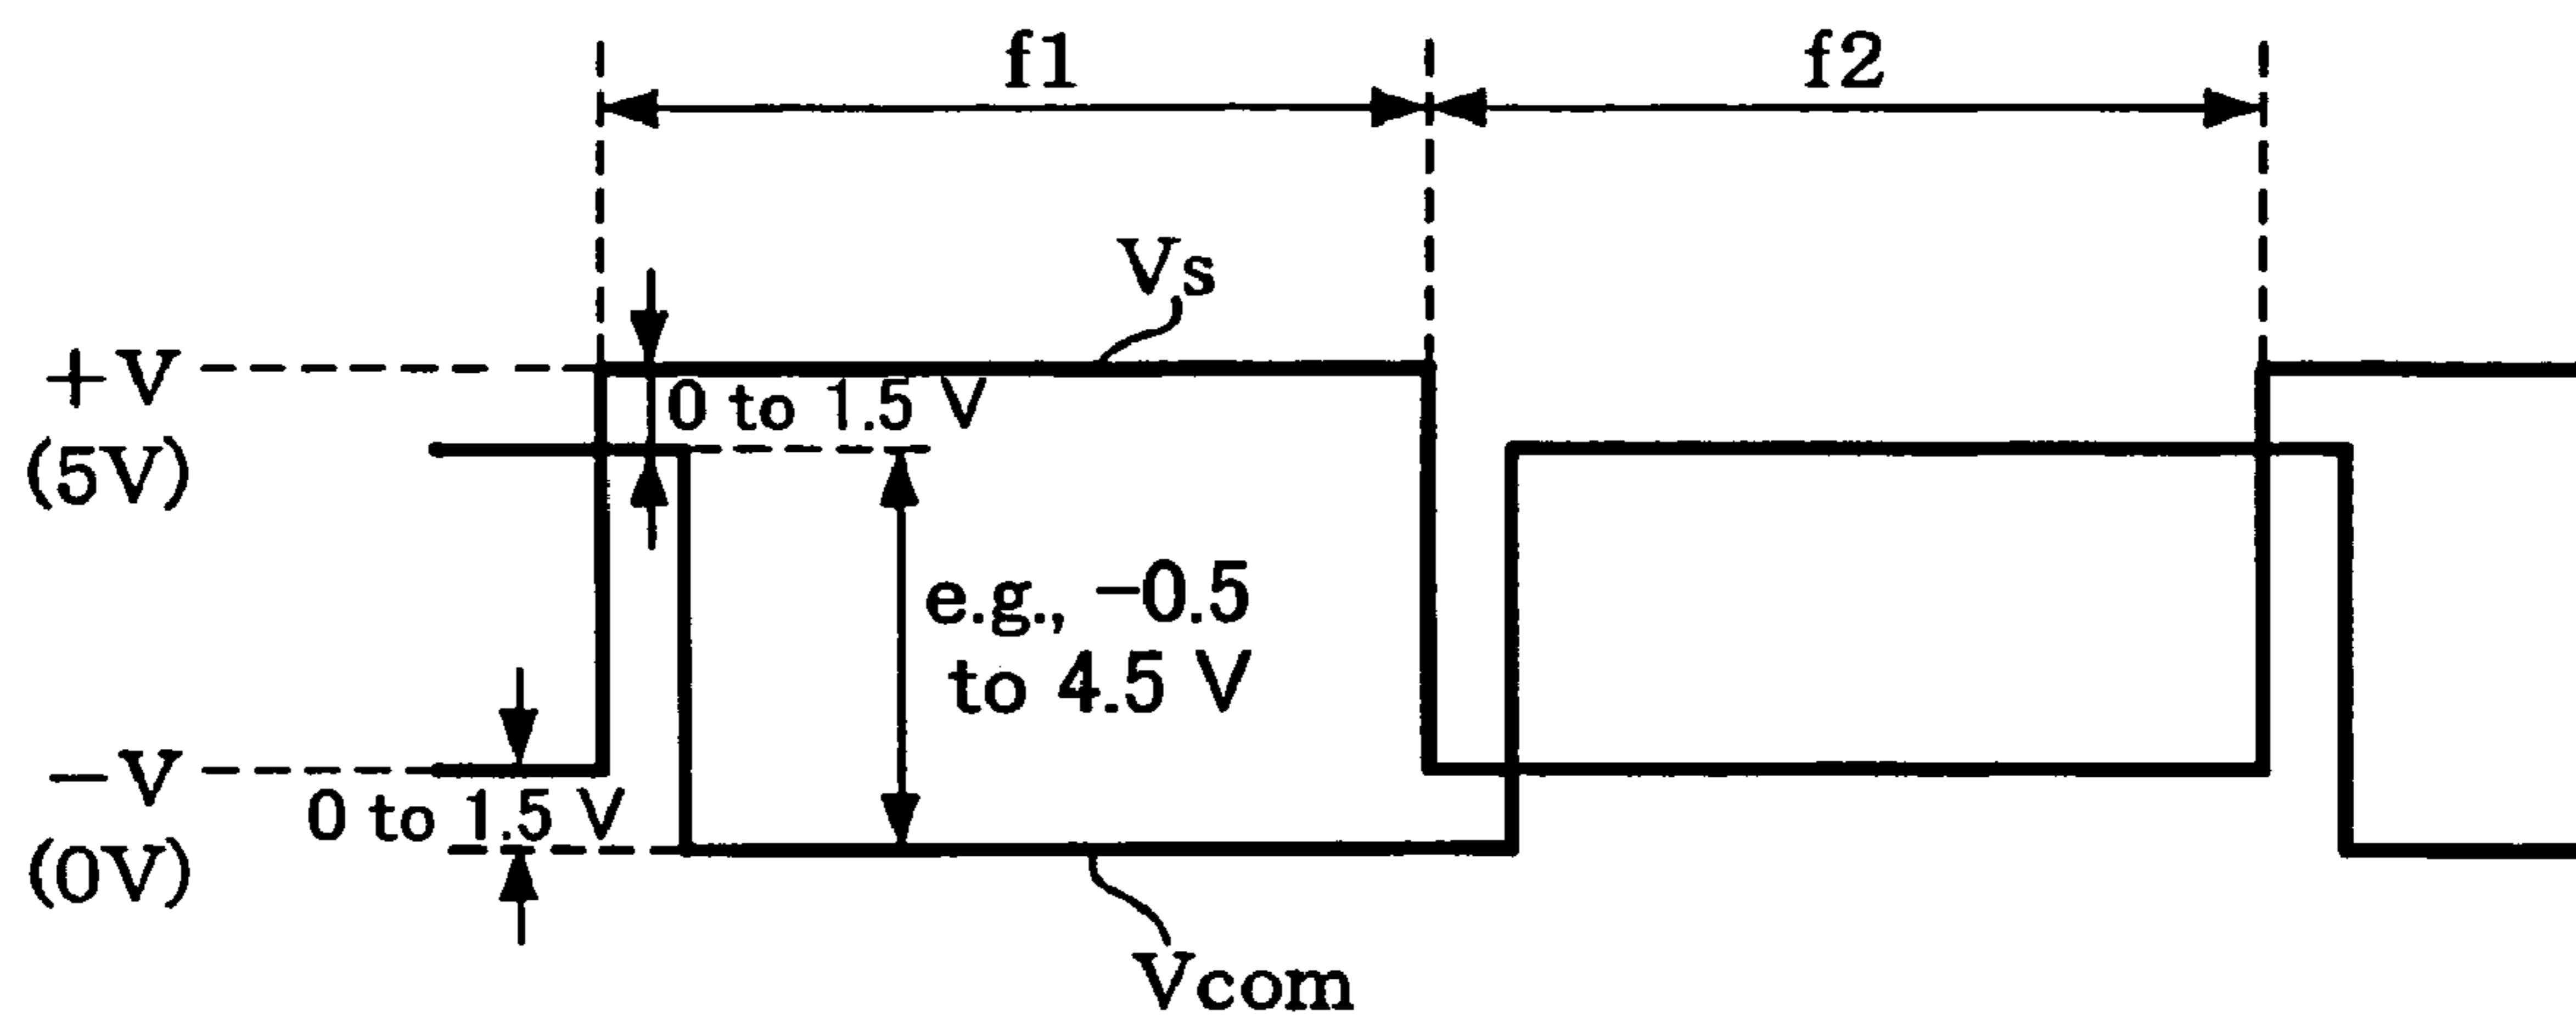 f1
f2
Vs
+V
(5V)
0 to 1.5 V
e.g., −0.5
to 4.5 V
−V
(0V)
0 to 1.5 V
Vcom